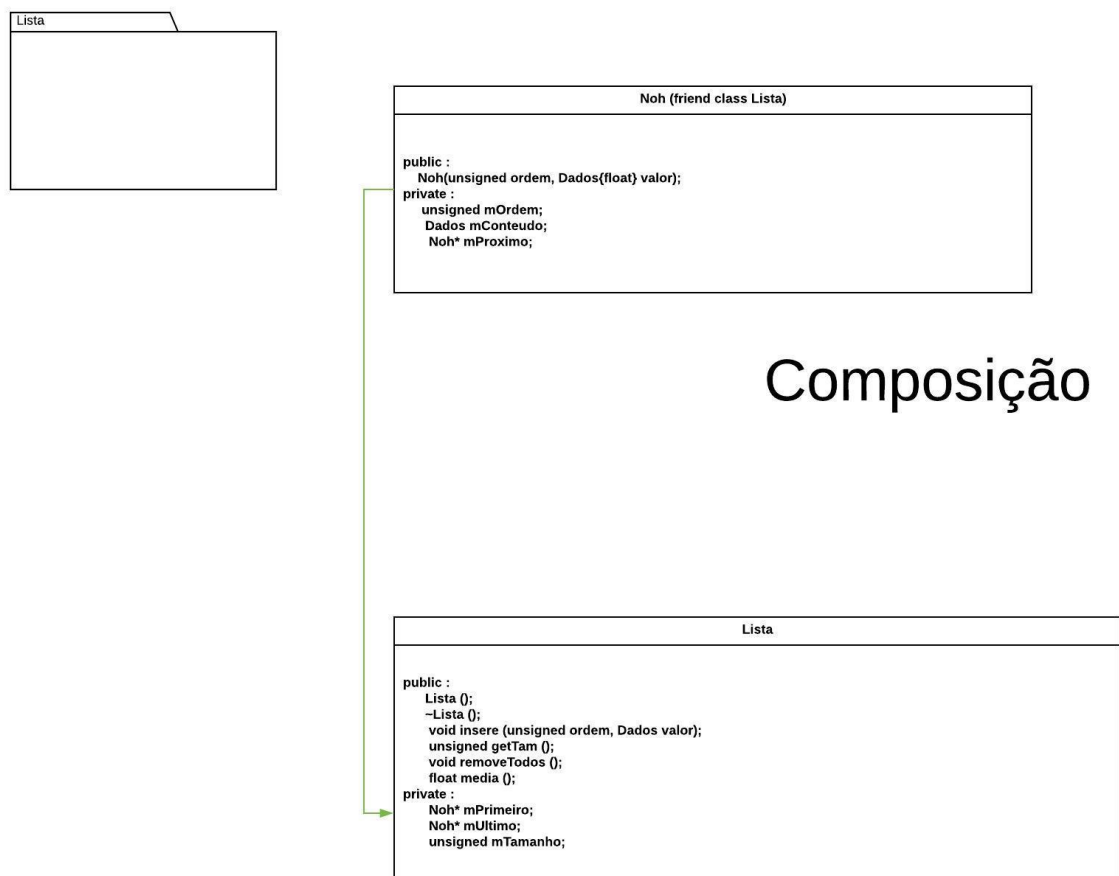 Lista
Noh (friend class Lista)
public :
Noh(unsigned ordem, Dados{float} valor);
private :
unsigned mOrdem;
Dados mConteudo;
Noh* mProximo;
Composição
Lista
public :
Lista ();
~Lista ();
void insere (unsigned ordem, Dados valor);
unsigned getTam ();
void removeTodos ();
float media ();
private :
Noh* mPrimeiro;
Noh* mUltimo;
unsigned mTamanho;